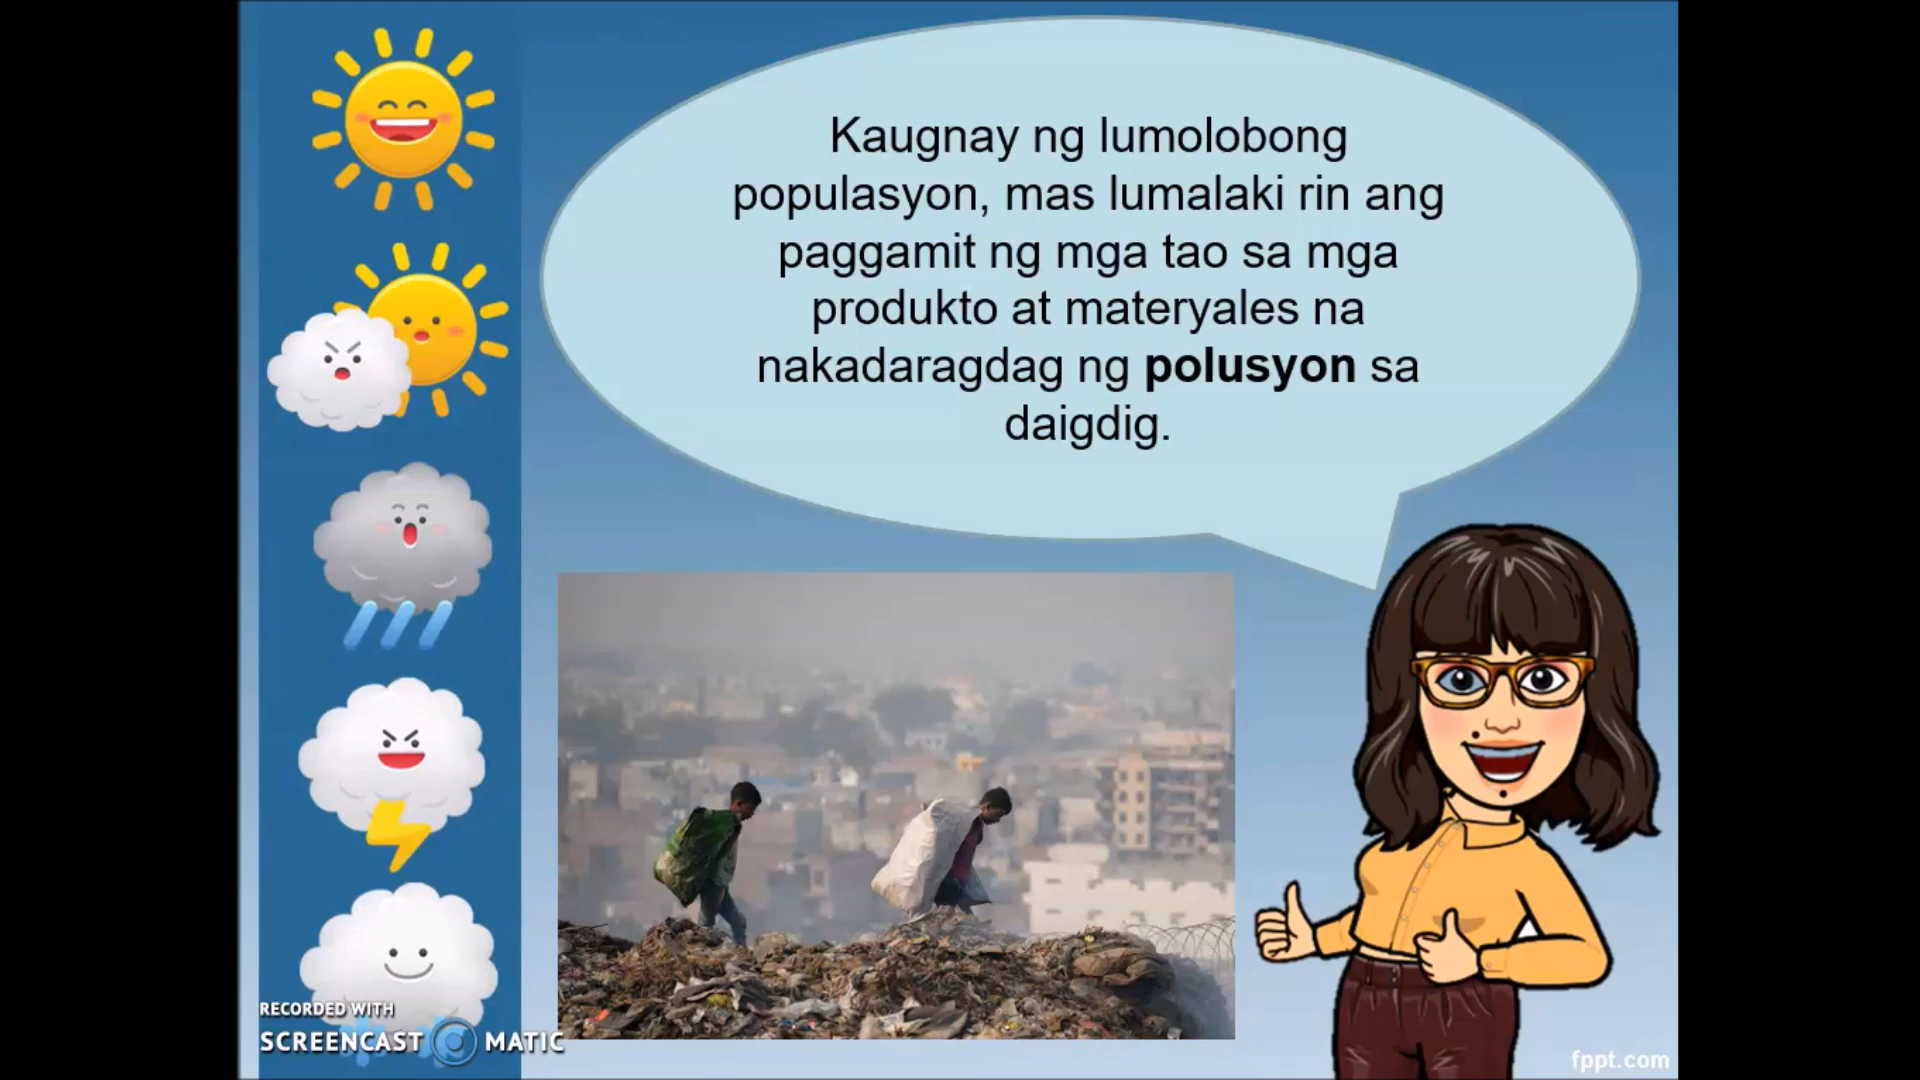 Kaugnay ng lumolobong
populasyon, mas lumalaki rin ang
paggamit ng mga tao sa mga
produkto at materyales na
nakadaragdag ng polusyon sa
daigdig.
RECORDED WITH
SCREENCAST MATIC
fppt.com